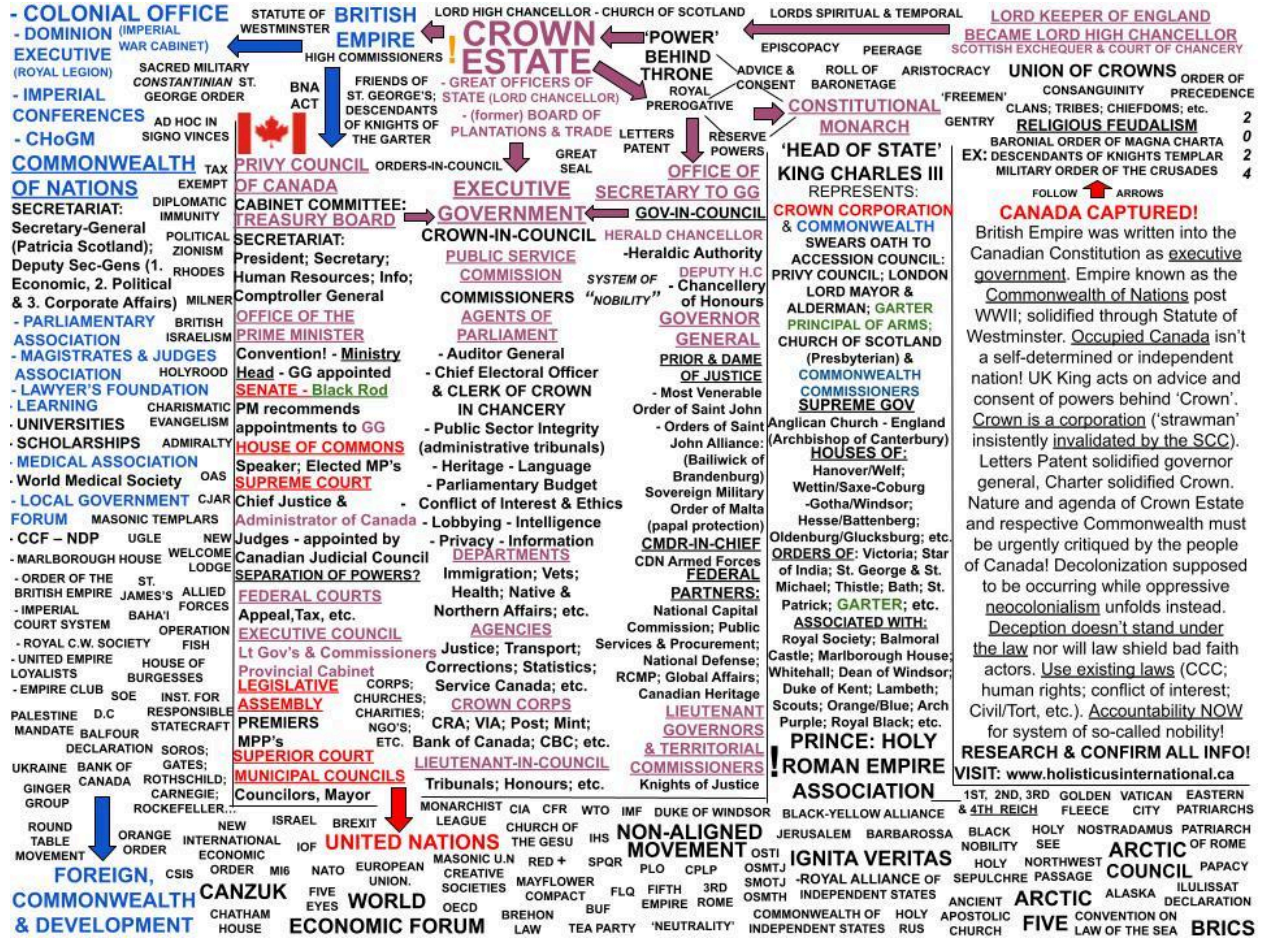 - COLONIAL OFFICE
- DOMINION (IMPERIAL WAR CABINET)
EXECUTIVE
(ROYAL LEGION)
- IMPERIAL
CONFERENCES
- CHoGM
STATUTE OF
WESTMINSTER
BRITISH
EMPIRE
HIGH COMMISSIONERS
SACRED MILITARY
CONSTANTINIAN ST.
GEORGE ORDER
AD HOC IN
SIGNO VINCES
BNA
ACT
FRIENDS OF
ST. GEORGE'S;
DESCENDANTS
OF KNIGHTS OF
THE GARTER
LORD HIGH CHANCELLOR - CHURCH OF SCOTLAND
! CROWN
ESTATE
- GREAT OFFICERS OF
STATE (LORD CHANCELLOR)
- (former) BOARD OF
PLANTATIONS & TRADE
'POWER'
BEHIND
THRONE
ROYAL
PREROGATIVE
LETTERS
PATENT
RESERVE
POWERS
LORDS SPIRITUAL & TEMPORAL
LORD KEEPER OF ENGLAND
BECAME LORD HIGH CHANCELLOR
SCOTTISH EXCHEQUER & COURT OF CHANCERY
EPISCOPACY
PEERAGE
ADVICE &
CONSENT
ROLL OF
BARONETAGE
ARISTOCRACY
UNION OF CROWNS
CONSANGUINITY
ORDER OF
PRECEDENCE
CLANS; TRIBES; CHIEFDOMS; etc.
'FREEMEN'
GENTRY
RELIGIOUS FEUDALISM
BARONIAL ORDER OF MAGNA CHARTA
EX: DESCENDANTS OF KNIGHTS TEMPLAR
MILITARY ORDER OF THE CRUSADES
2
0
2
4
FOLLOW ARROWS
COMMONWEALTH
OF NATIONS
SECRETARIAT:
Secretary-General
(Patricia Scotland);
Deputy Sec-Gens (1.
Economic, 2. Political
& 3. Corporate Affairs)
- PARLIAMENTARY
ASSOCIATION
- MAGISTRATES & JUDGES
ASSOCIATION
- LAWYER'S FOUNDATION
- LEARNING
- UNIVERSITIES
- SCHOLARSHIPS
- MEDICAL ASSOCIATION
- World Medical Society
- LOCAL GOVERNMENT
FORUM
- CCF – NDP
- MARLBOROUGH HOUSE
- ORDER OF THE
BRITISH EMPIRE
- IMPERIAL
COURT SYSTEM
- ROYAL C.W. SOCIETY
- UNITED EMPIRE
LOYALISTS
- EMPIRE CLUB
TAX
EXEMPT
DIPLOMATIC
IMMUNITY
POLITICAL
ZIONISM
RHODES
MILNER
BRITISH
ISRAELISM
HOLYROOD
CHARISMATIC
EVANGELISM
ADMIRALTY
OAS
CJAR
MASONIC TEMPLARS
UGLE
NEW
WELCOME
LODGE
ST.
JAMES'S
ALLIED
FORCES
BAHA'I
OPERATION
FISH
HOUSE OF
BURGESSES
SOE
INST. FOR
RESPONSIBLE
STATECRAFT
PALESTINE
MANDATE
D.C
BALFOUR
DECLARATION
UKRAINE
BANK OF
CANADA
SOROS;
GATES;
ROTHSCHILD;
CARNEGIE;
ROCKEFELLER...
GINGER
GROUP
ROUND
TABLE
MOVEMENT
ORANGE
ORDER
FOREIGN,
COMMONWEALTH
& DEVELOPMENT
PRIVY COUNCIL
OF CANADA
ORDERS-IN-COUNCIL
CABINET COMMITTEE:
TREASURY BOARD
SECRETARIAT:
President; Secretary;
Human Resources; Info;
Comptroller General
OFFICE OF THE
PRIME MINISTER
Convention! - Ministry
Head - GG appointed
SENATE - Black Rod
PM recommends
appointments to GG
HOUSE OF COMMONS
Speaker; Elected MP's
SUPREME COURT
Chief Justice &
Administrator of Canada
Judges - appointed by
Canadian Judicial Council
SEPARATION OF POWERS?
FEDERAL COURTS
Appeal,Tax, etc.
EXECUTIVE COUNCIL
Lt Gov's & Commissioners
Provincial Cabinet
LEGISLATIVE
ASSEMBLY
PREMIERS
MPP's
SUPERIOR COURT
MUNICIPAL COUNCILS
Councilors, Mayor
CORPS;
CHURCHES;
CHARITIES;
NGO'S;
ETC.
GREAT
SEAL
EXECUTIVE
GOVERNMENT
CROWN-IN-COUNCIL
PUBLIC SERVICE
COMMISSION
COMMISSIONERS
SYSTEM OF
"NOBILITY"
AGENTS OF
PARLIAMENT
- Auditor General
- Chief Electoral Officer
& CLERK OF CROWN
IN CHANCERY
- Public Sector Integrity
(administrative tribunals)
- Heritage - Language
- Parliamentary Budget
- Conflict of Interest & Ethics
- Lobbying - Intelligence
- Privacy - Information
DEPARTMENTS
Immigration; Vets;
Health; Native &
Northern Affairs; etc.
AGENCIES
Justice; Transport;
Corrections; Statistics;
Service Canada; etc.
CROWN CORPS
CRA; VIA; Post; Mint;
Bank of Canada; CBC; etc.
LIEUTENANT-IN-COUNCIL
Tribunals; Honours; etc.
OFFICE OF
SECRETARY TO GG
GOV-IN-COUNCIL
HERALD CHANCELLOR
-Heraldic Authority
DEPUTY H.C
- Chancellery
of Honours
GOVERNOR
GENERAL
PRIOR & DAME
OF JUSTICE
- Most Venerable
Order of Saint John
- Orders of Saint
John Alliance:
(Bailiwick of
Brandenburg)
Sovereign Military
Order of Malta
(papal protection)
CMDR-IN-CHIEF
CDN Armed Forces
FEDERAL
PARTNERS:
National Capital
Commission; Public
Services & Procurement;
National Defense;
RCMP; Global Affairs;
Canadian Heritage
LIEUTENANT
GOVERNORS
& TERRITORIAL
COMMISSIONERS
Knights of Justice
CONSTITUTIONAL
MONARCH
'HEAD OF STATE'
KING CHARLES III
REPRESENTS:
CROWN CORPORATION
& COMMONWEALTH
SWEARS OATH TO
ACCESSION COUNCIL:
PRIVY COUNCIL; LONDON
LORD MAYOR &
ALDERMAN; GARTER
PRINCIPAL OF ARMS;
CHURCH OF SCOTLAND
(Presbyterian) &
COMMONWEALTH
COMMISSIONERS
SUPREME GOV
Anglican Church - England
(Archbishop of Canterbury)
HOUSES OF:
Hanover/Welf;
Wettin/Saxe-Coburg
-Gotha/Windsor;
Hesse/Battenberg;
Oldenburg/Glucksburg; etc.
ORDERS OF: Victoria; Star
of India; St. George & St.
Michael; Thistle; Bath; St.
Patrick; GARTER; etc.
ASSOCIATED WITH:
Royal Society; Balmoral
Castle; Marlborough House;
Whitehall; Dean of Windsor;
Duke of Kent; Lambeth;
Scouts; Orange/Blue; Arch
Purple; Royal Black; etc.
PRINCE: HOLY
! ROMAN EMPIRE
ASSOCIATION
CANADA CAPTURED!
British Empire was written into the
Canadian Constitution as executive
government. Empire known as the
Commonwealth of Nations post
WWII; solidified through Statute of
Westminster. Occupied Canada isn't
a self-determined or independent
nation! UK King acts on advice and
consent of powers behind 'Crown'.
Crown is a corporation ('strawman'
insistently invalidated by the SCC).
Letters Patent solidified governor
general, Charter solidified Crown.
Nature and agenda of Crown Estate
and respective Commonwealth must
be urgently critiqued by the people
of Canada! Decolonization supposed
to be occurring while oppressive
neocolonialism unfolds instead.
Deception doesn't stand under
the law nor will law shield bad faith
actors. Use existing laws (CCC;
human rights; conflict of interest;
Civil/Tort, etc.). Accountability NOW
for system of so-called nobility!
RESEARCH & CONFIRM ALL INFO!
VISIT: www.holisticusinternational.ca
NEW
INTERNATIONAL
ECONOMIC
ORDER
ISRAEL
BREXIT
IOF
UNITED NATIONS
MONARCHIST
LEAGUE
CIA
CFR
WTO
IMF
DUKE OF WINDSOR
BLACK-YELLOW ALLIANCE
1ST, 2ND, 3RD
& 4TH REICH
GOLDEN
FLEECE
VATICAN
CITY
EASTERN
PATRIARCHS
CHURCH OF
THE GESU
IHS
NON-ALIGNED
MOVEMENT
OSTI
JERUSALEM
BARBAROSSA
BLACK
NOBILITY
HOLY
SEE
NOSTRADAMUS
PATRIARCH
OF ROME
ARCTIC
COUNCIL
CSIS
MI6
NATO
EUROPEAN
UNION.
MASONIC U.N
CREATIVE
SOCIETIES
RED +
SPQR
PLO
CPLP
OSMTJ
SMOTJ
OSMTH
IGNITA VERITAS
-ROYAL ALLIANCE OF
INDEPENDENT STATES
HOLY
SEPULCHRE
NORTHWEST
PASSAGE
PAPACY
CANZUK
FIVE
EYES
WORLD
ECONOMIC FORUM
OECD
MAYFLOWER
COMPACT
FLQ
FIFTH
EMPIRE
3RD
ROME
ANCIENT
APOSTOLIC
CHURCH
ARCTIC
FIVE
ALASKA
ILULISSAT
DECLARATION
CHATHAM
HOUSE
BREHON
LAW
BUF
TEA PARTY
'NEUTRALITY'
COMMONWEALTH OF
INDEPENDENT STATES
HOLY
RUS
CONVENTION ON
LAW OF THE SEA
BRICS